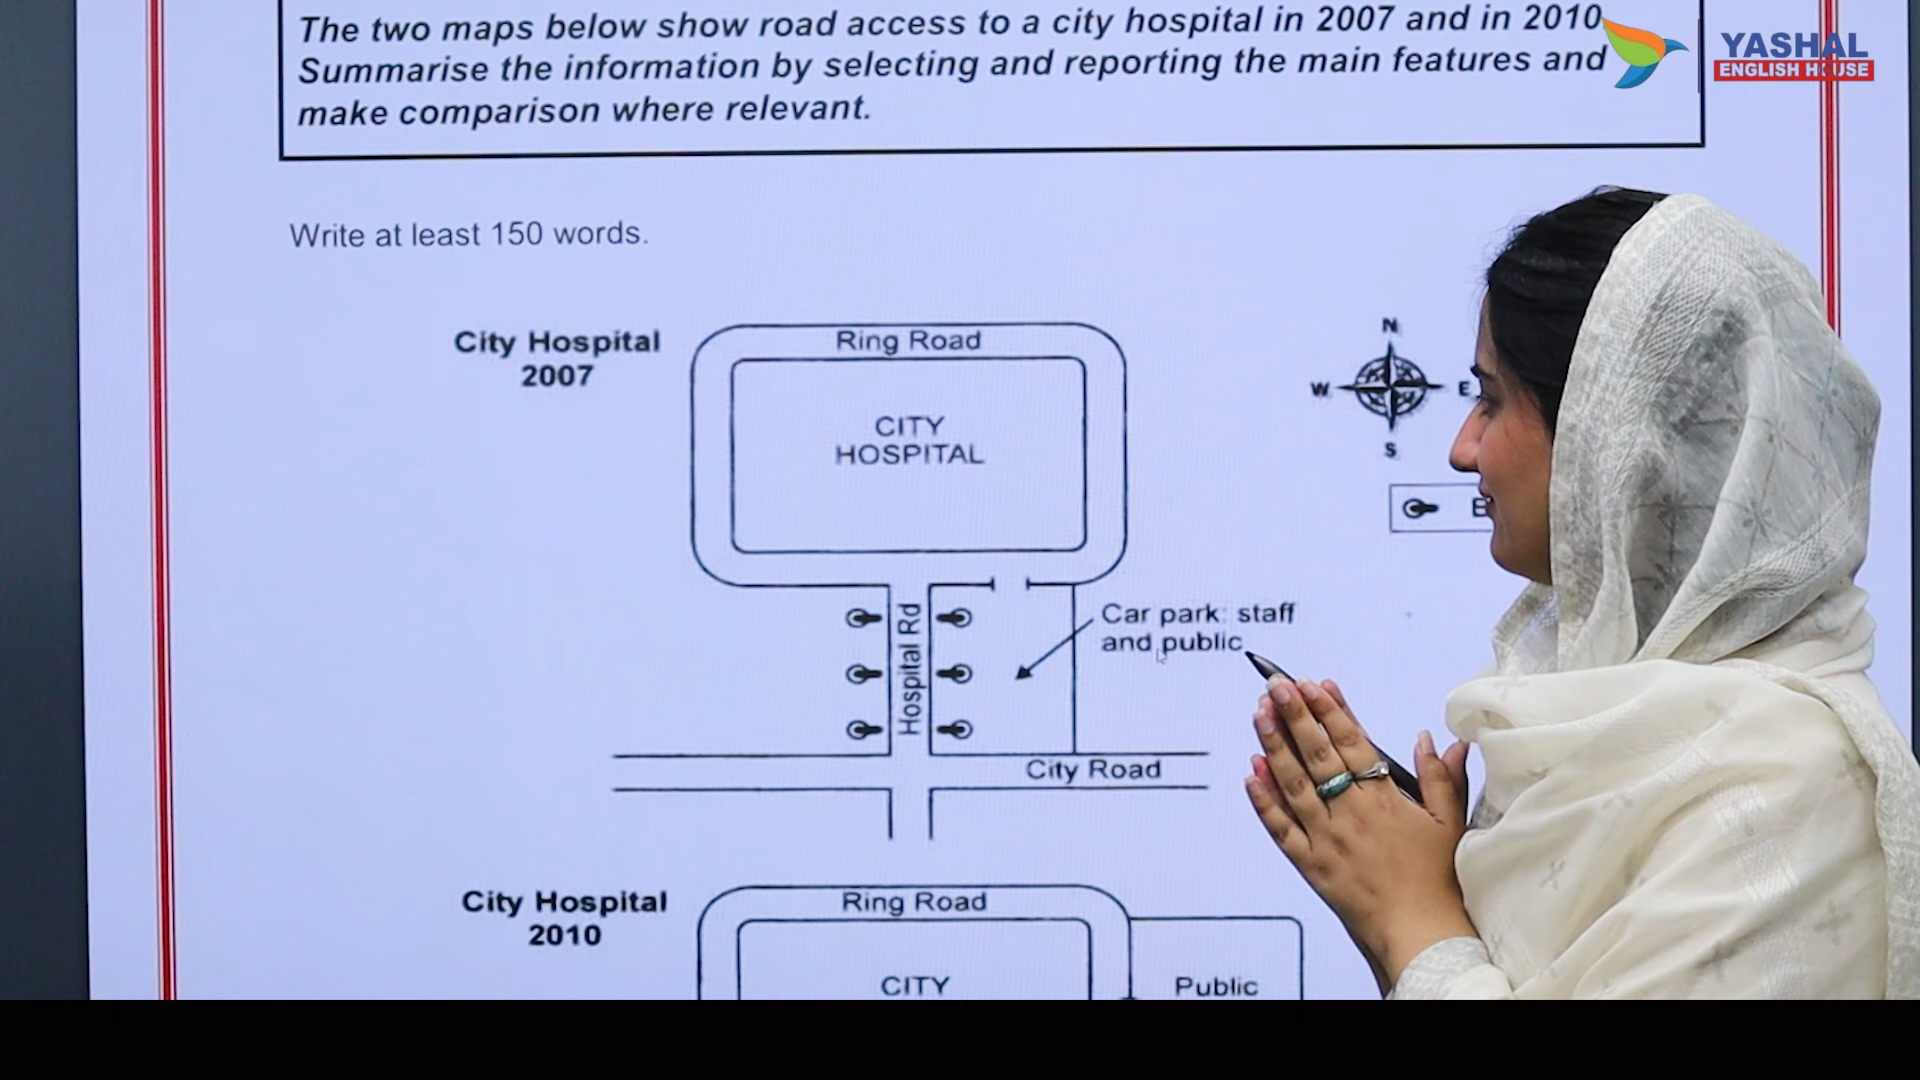 The two maps below show road access to a city hospital in 2007 and in 2010.
Summarise the information by selecting and reporting the main features and
make comparison where relevant.
YASHAL
ENGLISH HOUSE
Write at least 150 words.
City Hospital
2007
Ring Road
CITY
HOSPITAL
N
W
E
S
Hospital Rd
Car park: staff
and public
City Road
City Hospital
2010
Ring Road
CITY
Public